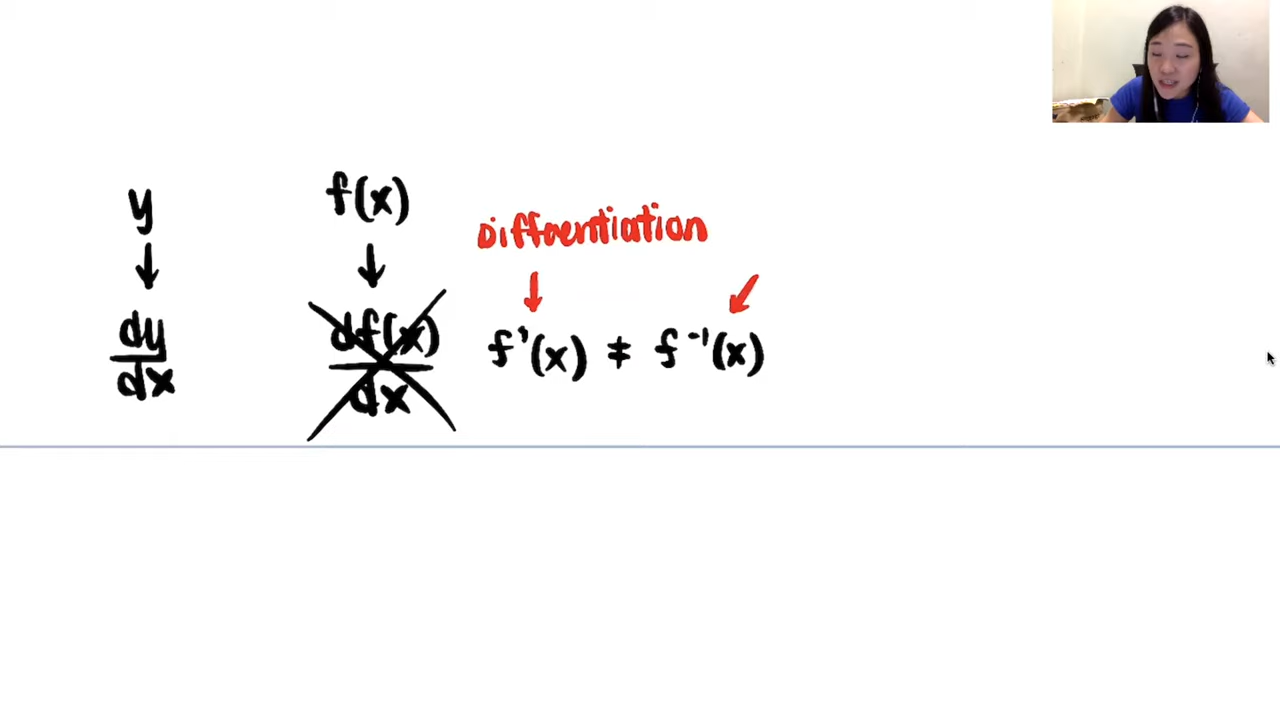 y
f(x)
Differentiation
dy
dx
df(x)
dx
f'(x) ≠ f⁻¹(x)